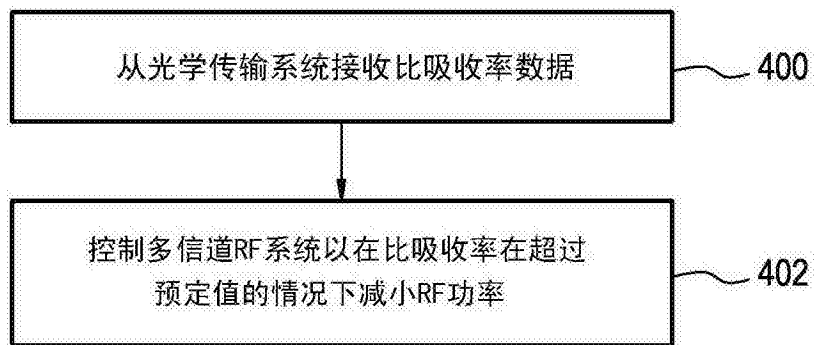 从光学传输系统接收比吸收率数据
400
控制多信道RF系统以在比吸收率在超过
预定值的情况下减小RF功率
402